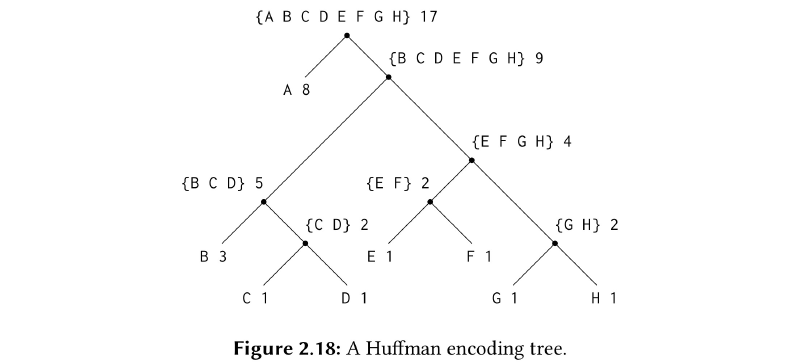 {A B C D E F G H} 17
{B C D E F G H} 9
A 8
{E F G H} 4
{B C D} 5
{E F} 2
{C D} 2
{G H} 2
B 3
E 1
F 1
C 1
D 1
G 1
H 1
Figure 2.18: A Huffman encoding tree.